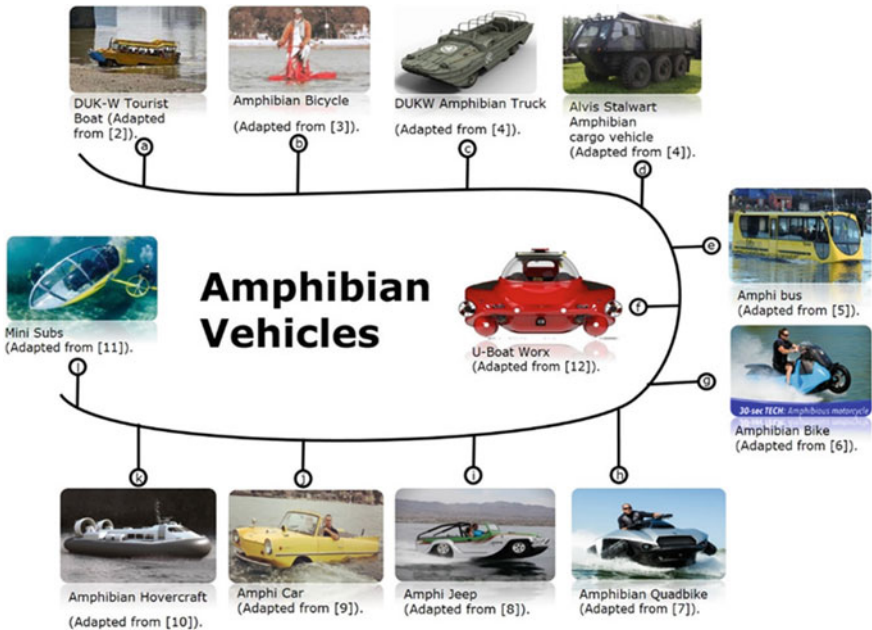 DUK-W Tourist
Boat (Adapted
from [2]).
a
Amphibian Bicycle
(Adapted from [3]).
b
DUKW Amphibian Truck
(Adapted from [4]).
c
Alvis Stalwart
Amphibian
cargo vehicle
(Adapted from [4]).
d
e
Amphi bus
(Adapted from [5]).
Amphibian
Vehicles
f
U-Boat Worx
(Adapted from [12]).
Mini Subs
(Adapted from [11]).
l
g
30-sec TECH: Amphibious motorcycle
Amphibian Bike
(Adapted from [6]).
k
j
i
h
Amphibian Hovercraft
(Adapted from [10]).
Amphi Car
(Adapted from [9]).
Amphi Jeep
(Adapted from [8]).
Amphibian Quadbike
(Adapted from [7]).